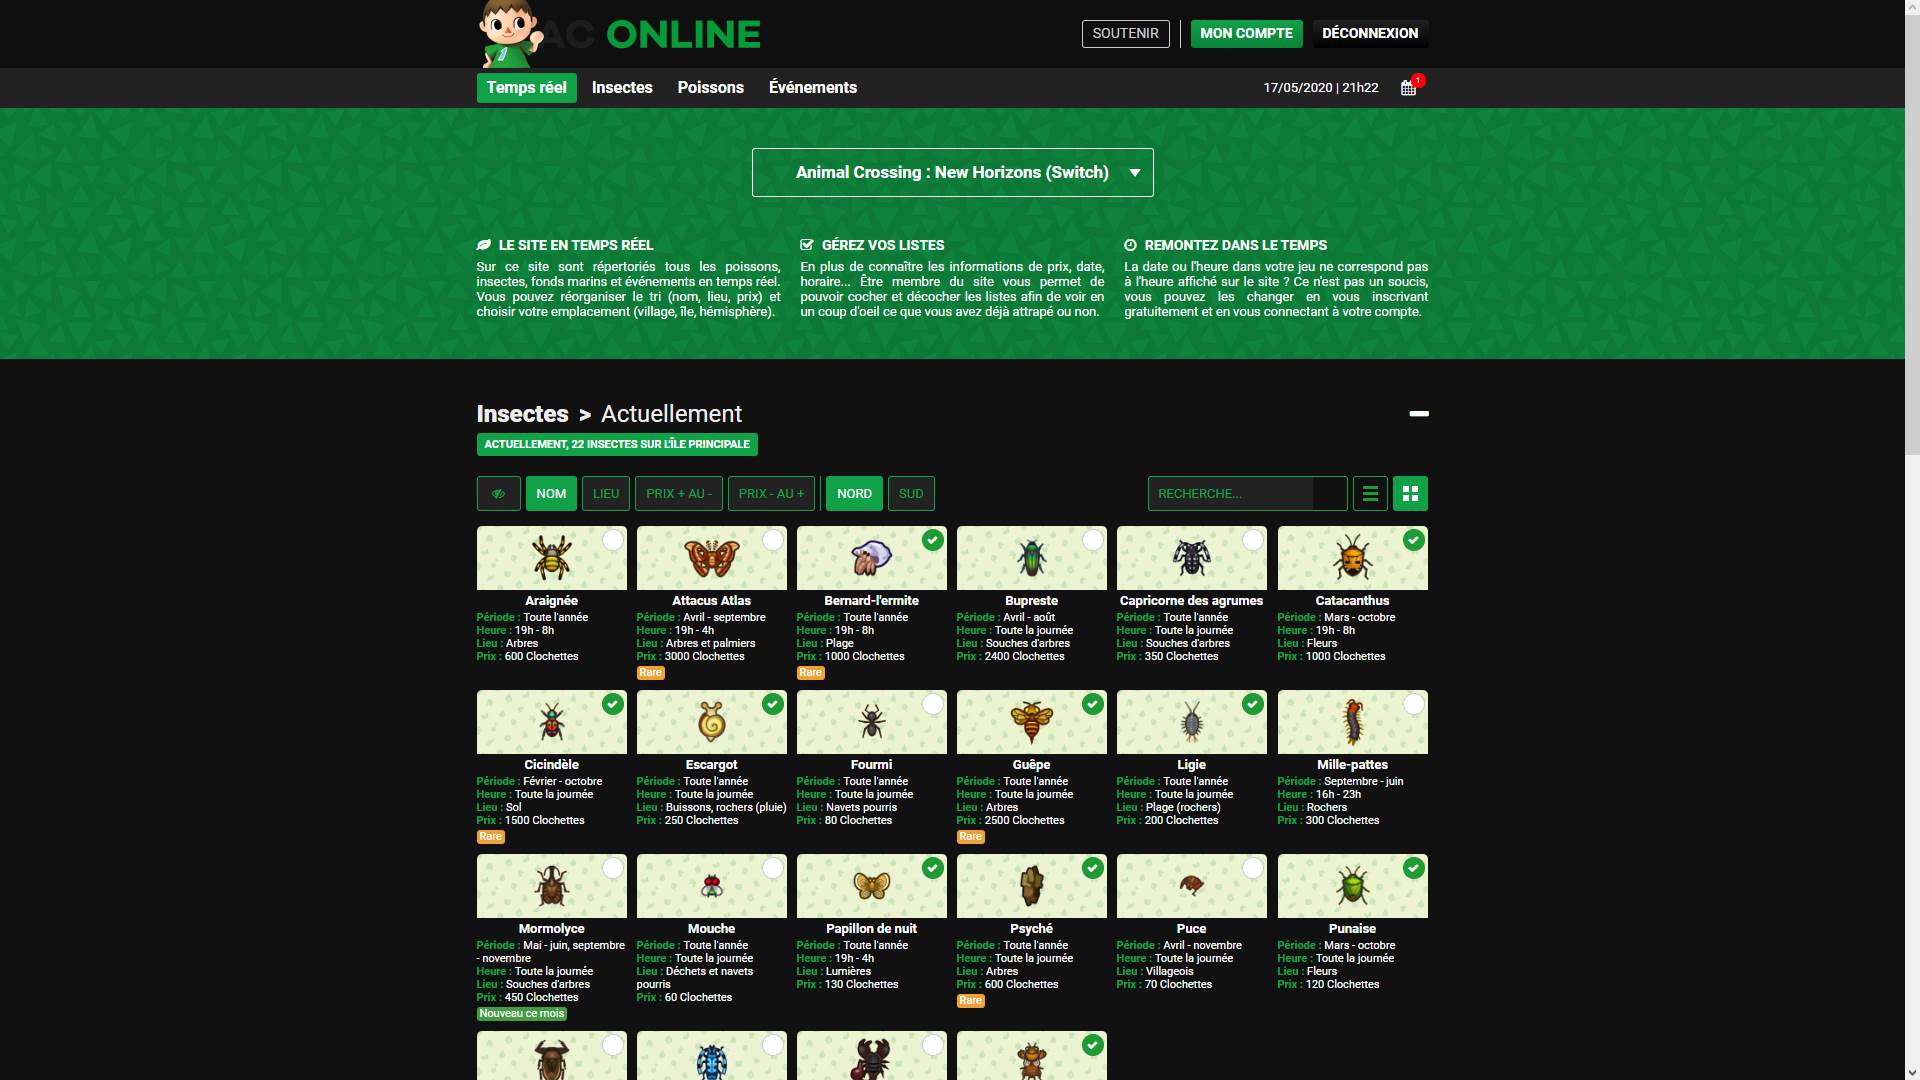 AC ONLINE
SOUTENIR
MON COMPTE
DÉCONNEXION
Temps réel
Insectes
Poissons
Événements
17/05/2020 | 21h22
1
Animal Crossing : New Horizons (Switch)
LE SITE EN TEMPS RÉEL
Sur ce site sont répertoriés tous les poissons,
insectes, fonds marins et événements en temps réel.
Vous pouvez réorganiser le tri (nom, lieu, prix) et
choisir votre emplacement (village, île, hémisphère).
GÉREZ VOS LISTES
En plus de connaître les informations de prix, date,
horaire... Être membre du site vous permet de
pouvoir cocher et décocher les listes afin de voir en
un coup d'oeil ce que vous avez déjà attrapé ou non.
REMONTEZ DANS LE TEMPS
La date ou l'heure dans votre jeu ne correspond pas
à l'heure affiché sur le site ? Ce n'est pas un soucis,
vous pouvez les changer en vous inscrivant
gratuitement et en vous connectant à votre compte.
Insectes > Actuellement
ACTUELLEMENT, 22 INSECTES SUR L'ÎLE PRINCIPALE
NOM
LIEU
PRIX + AU -
PRIX - AU +
NORD
SUD
RECHERCHE...
Araignée
Période : Toute l'année
Heure : 19h - 8h
Lieu : Arbres
Prix : 600 Clochettes
Attacus Atlas
Période : Avril - septembre
Heure : 19h - 4h
Lieu : Arbres et palmiers
Prix : 3000 Clochettes
Rare
Bernard-l'ermite
Période : Toute l'année
Heure : 19h - 8h
Lieu : Plage
Prix : 1000 Clochettes
Rare
Bupreste
Période : Avril - août
Heure : Toute la journée
Lieu : Souches d'arbres
Prix : 2400 Clochettes
Capricorne des agrumes
Période : Toute l'année
Heure : Toute la journée
Lieu : Souches d'arbres
Prix : 350 Clochettes
Catacanthus
Période : Mars - octobre
Heure : 19h - 8h
Lieu : Fleurs
Prix : 1000 Clochettes
Cicindèle
Période : Février - octobre
Heure : Toute la journée
Lieu : Sol
Prix : 1500 Clochettes
Rare
Escargot
Période : Toute l'année
Heure : Toute la journée
Lieu : Buissons, rochers (pluie)
Prix : 250 Clochettes
Fourmi
Période : Toute l'année
Heure : Toute la journée
Lieu : Navets pourris
Prix : 80 Clochettes
Guêpe
Période : Toute l'année
Heure : Toute la journée
Lieu : Arbres
Prix : 2500 Clochettes
Rare
Ligie
Période : Toute l'année
Heure : Toute la journée
Lieu : Plage (rochers)
Prix : 200 Clochettes
Mille-pattes
Période : Septembre - juin
Heure : 16h - 23h
Lieu : Rochers
Prix : 300 Clochettes
Mormolyce
Période : Mai - juin, septembre
- novembre
Heure : Toute la journée
Lieu : Souches d'arbres
Prix : 450 Clochettes
Nouveau ce mois
Mouche
Période : Toute l'année
Heure : Toute la journée
Lieu : Déchets et navets
pourris
Prix : 60 Clochettes
Papillon de nuit
Période : Toute l'année
Heure : 19h - 4h
Lieu : Lumières
Prix : 130 Clochettes
Psyché
Période : Toute l'année
Heure : Toute la journée
Lieu : Arbres
Prix : 600 Clochettes
Rare
Puce
Période : Avril - novembre
Heure : Toute la journée
Lieu : Villageois
Prix : 70 Clochettes
Punaise
Période : Mars - octobre
Heure : Toute la journée
Lieu : Fleurs
Prix : 120 Clochettes